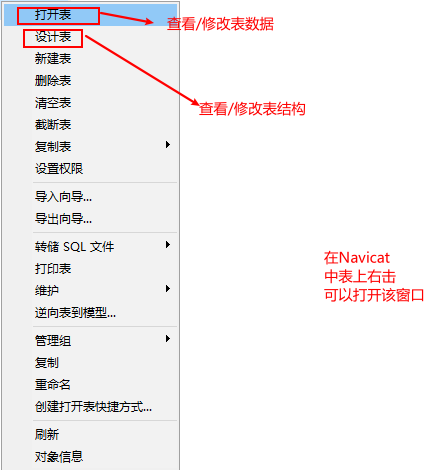 打开表
查看/修改表数据
设计表
新建表
删除表
清空表
查看/修改表结构
截断表
复制表
设置权限
导入向导...
导出向导...
转储 SQL 文件
打印表
维护
逆向表到模型...
在Navicat
中表上右击
可以打开该窗口
管理组
复制
重命名
创建打开表快捷方式...
刷新
对象信息